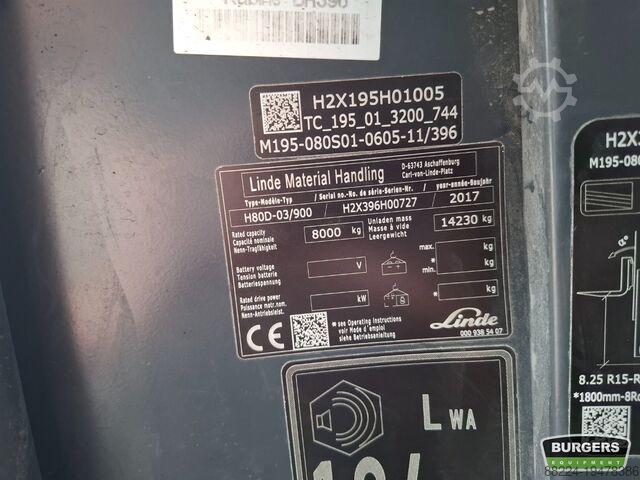 H2X195H01005
TC_195_01_3200_744
M195-080S01-0605-11/396
Linde Material Handling
D-63743 Aschaffenburg
Carl-von-Linde-Platz
Type-Modèle-Typ / Serial no.-No. de série-Serien-Nr. / year-année-Baujahr
H80D-03/900 / H2X396H00727 / 2017
Rated capacity
Capacité nominale
Nenn-Tragfähigkeit
8000 kg
Unladen mass
Masse à vide
Leergewicht
14230 kg
Battery voltage
Tension batterie
Batteriespannung
V
max. kg
* min. * kg
Rated drive power
Puissance mot.nom.
Nenn-Antriebsleist.
kW
* kg
* see Operating Instructions
voir Mode d'emploi
siehe Betriebsanleitung
CE
Linde
000 938 54 07
LWA
H2X
M195-080
8.25 R15-R
*1800mm-8Ro
BURGERS
EQUIPMENT